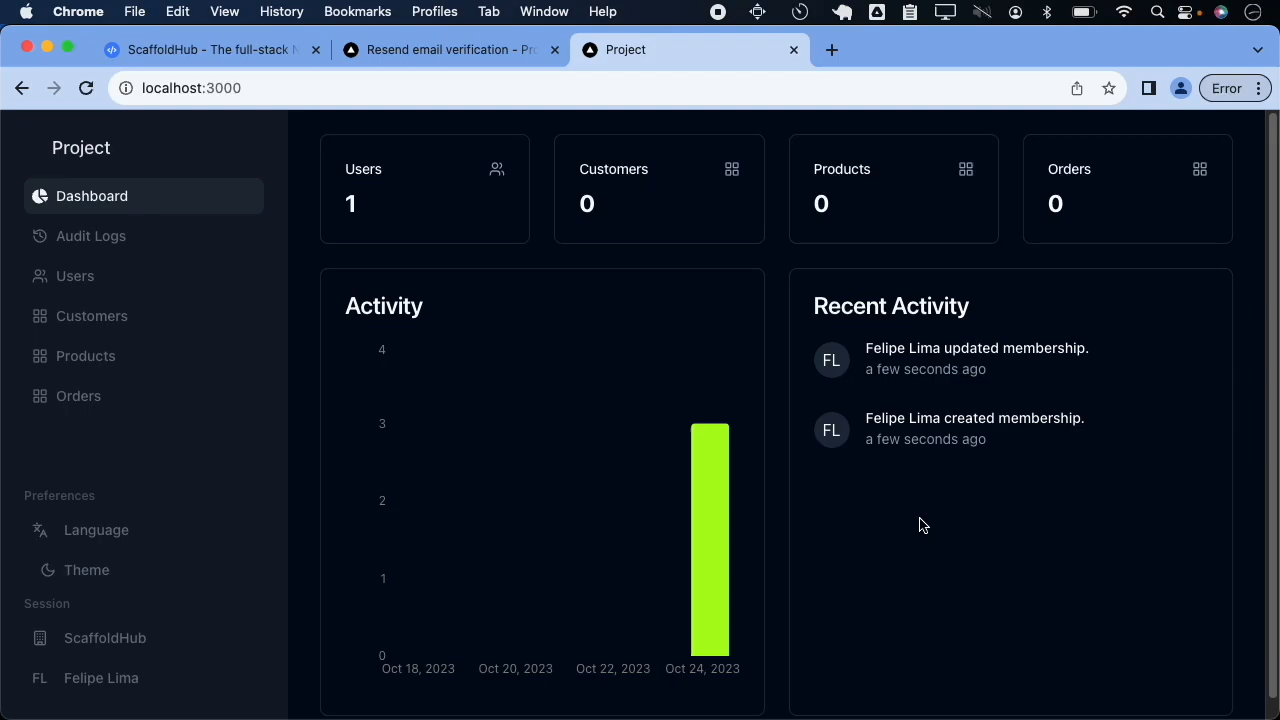 Chrome File Edit View History Bookmarks Profiles Tab Window Help
ScaffoldHub - The full-stack N
Resend email verification - Pro
Project
localhost:3000
Error
Project
Dashboard
Audit Logs
Users
Customers
Products
Orders
Preferences
Language
Theme
Session
ScaffoldHub
FL Felipe Lima
Users
1
Customers
0
Products
0
Orders
0
Activity
4
3
2
1
0
Oct 18, 2023 Oct 20, 2023 Oct 22, 2023 Oct 24, 2023
Recent Activity
FL
Felipe Lima updated membership.
a few seconds ago
FL
Felipe Lima created membership.
a few seconds ago